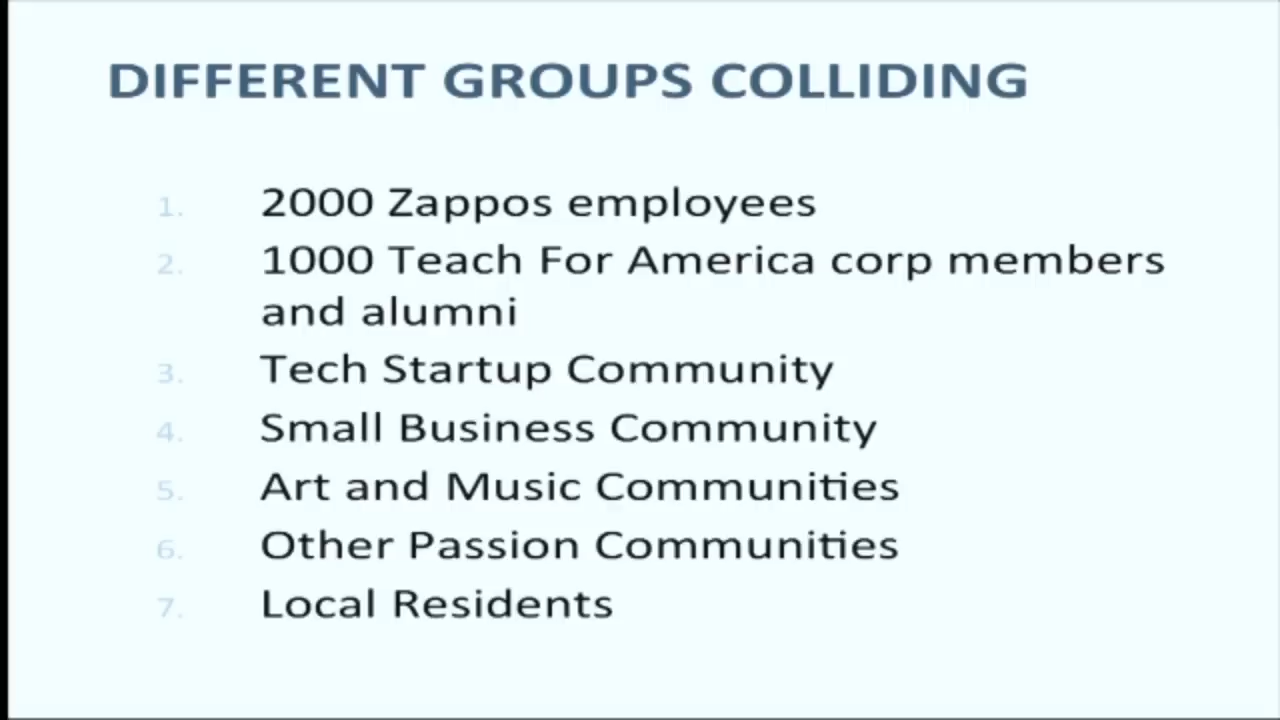 DIFFERENT GROUPS COLLIDING
1. 2000 Zappos employees
2. 1000 Teach For America corp members
and alumni
3. Tech Startup Community
4. Small Business Community
5. Art and Music Communities
6. Other Passion Communities
7. Local Residents